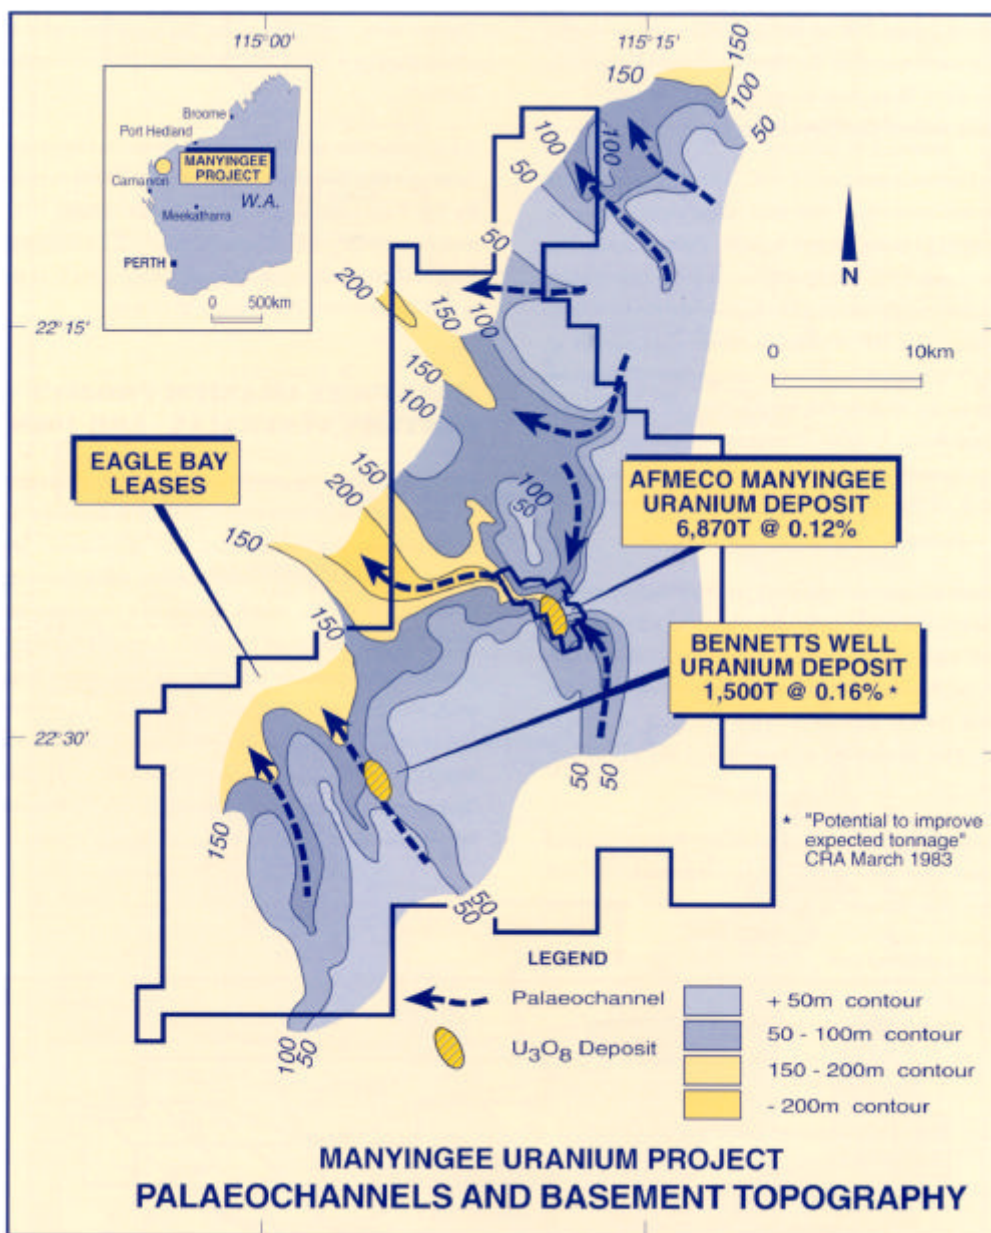 115°00'
115°15'
150
150
100
50
100
100
50
50
Broome
Port Hedland
MANYINGEE
PROJECT
Carnarvon
W.A.
Meekatharra
PERTH
0 500km
N
200
150
100
22°15'
0 10km
150
100
EAGLE BAY
LEASES
150
200
100
50
AFMECO MANYINGEE
URANIUM DEPOSIT
6,870T @ 0.12%
150
150
BENNETTS WELL
URANIUM DEPOSIT
1,500T @ 0.16% *
22°30'
50
50
150
* "Potential to improve
expected tonnage"
CRA March 1983
50
50
LEGEND
Palaeochannel
U3O8 Deposit
+ 50m contour
50 - 100m contour
150 - 200m contour
- 200m contour
100
50
MANYINGEE URANIUM PROJECT
PALAEOCHANNELS AND BASEMENT TOPOGRAPHY